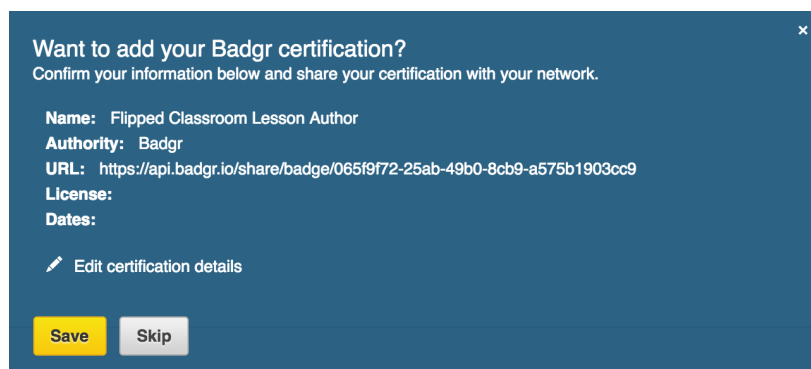 Want to add your Badgr certification?
Confirm your information below and share your certification with your network.
Name: Flipped Classroom Lesson Author
Authority: Badgr
URL: https://api.badgr.io/share/badge/065f9f72-25ab-49b0-8cb9-a575b1903cc9
License:
Dates:
Edit certification details
Save Skip